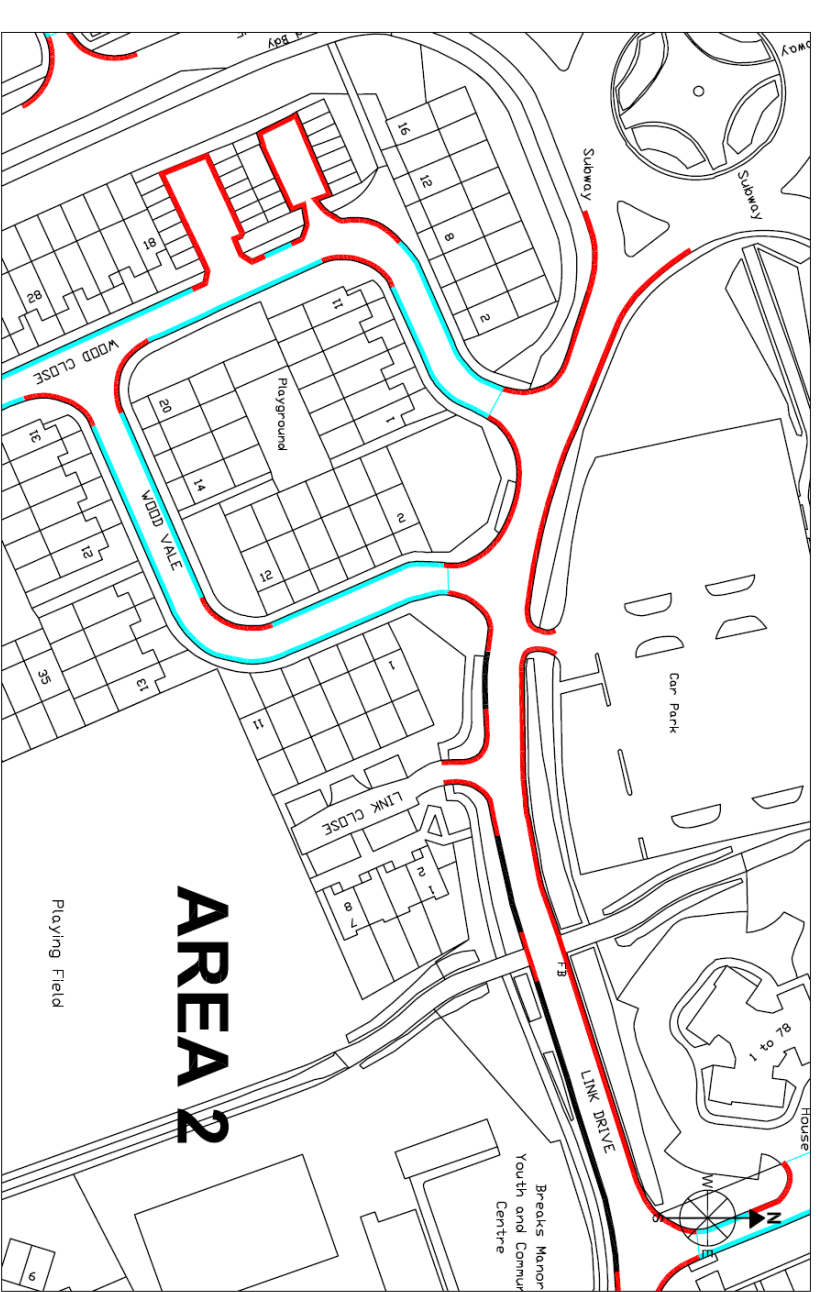 Subway
Subway
16
12
8
2
18
28
11
1
WOOD CLOSE
Playground
20
14
31
21
WOOD VALE
2
12
35
13
1
11
Car Park
LINK CLOSE
2
1
8
7
Playing Field
AREA 2
FB
1 to 78
LINK DRIVE
House
Breaks Manor
Youth and Commun
Centre
W
N
S
E
6